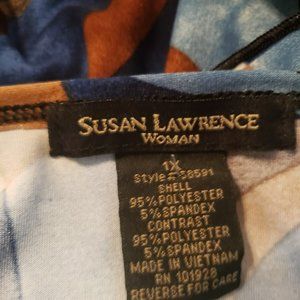 SUSAN LAWRENCE
WOMAN
1X
Style# 58591
SHELL
95% POLYESTER
5% SPANDEX
CONTRAST
95% POLYESTER
5% SPANDEX
MADE IN VIETNAM
RN 101928
REVERSE FOR CARE